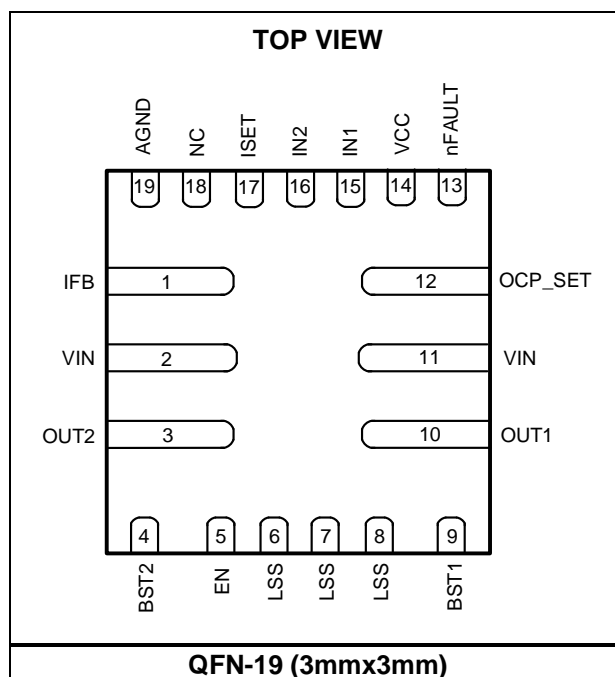 TOP VIEW
AGND
NC
ISET
IN2
IN1
VCC
nFAULT
19
18
17
16
15
14
13
IFB
1
12
OCP_SET
VIN
2
11
VIN
OUT2
3
10
OUT1
4
5
6
7
8
9
BST2
EN
LSS
LSS
LSS
BST1
QFN-19 (3mmx3mm)